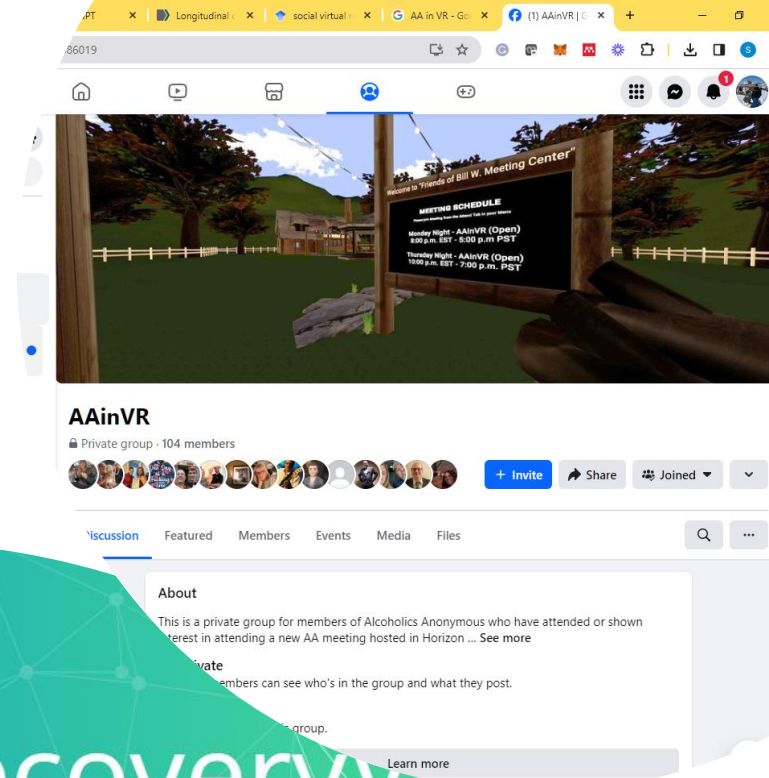 PT
Longitudinal c
social virtual r
AA in VR - Go
(1) AAinVR | G
86019
1
Welcome to "Friends of Bill W. Meeting Center"
MEETING SCHEDULE
Monday Night - AAinVR (Open)
8:00 p.m. EST - 5:00 p.m PST
Thursday Night - AAinVR (Open)
10:00 p.m. EST - 7:00 p.m. PST
AAinVR
Private group · 104 members
+ Invite
Share
Joined
iscussion
Featured
Members
Events
Media
Files
About
This is a private group for members of Alcoholics Anonymous who have attended or shown
terest in attending a new AA meeting hosted in Horizon ... See more
vate
embers can see who's in the group and what they post.
group.
Learn more